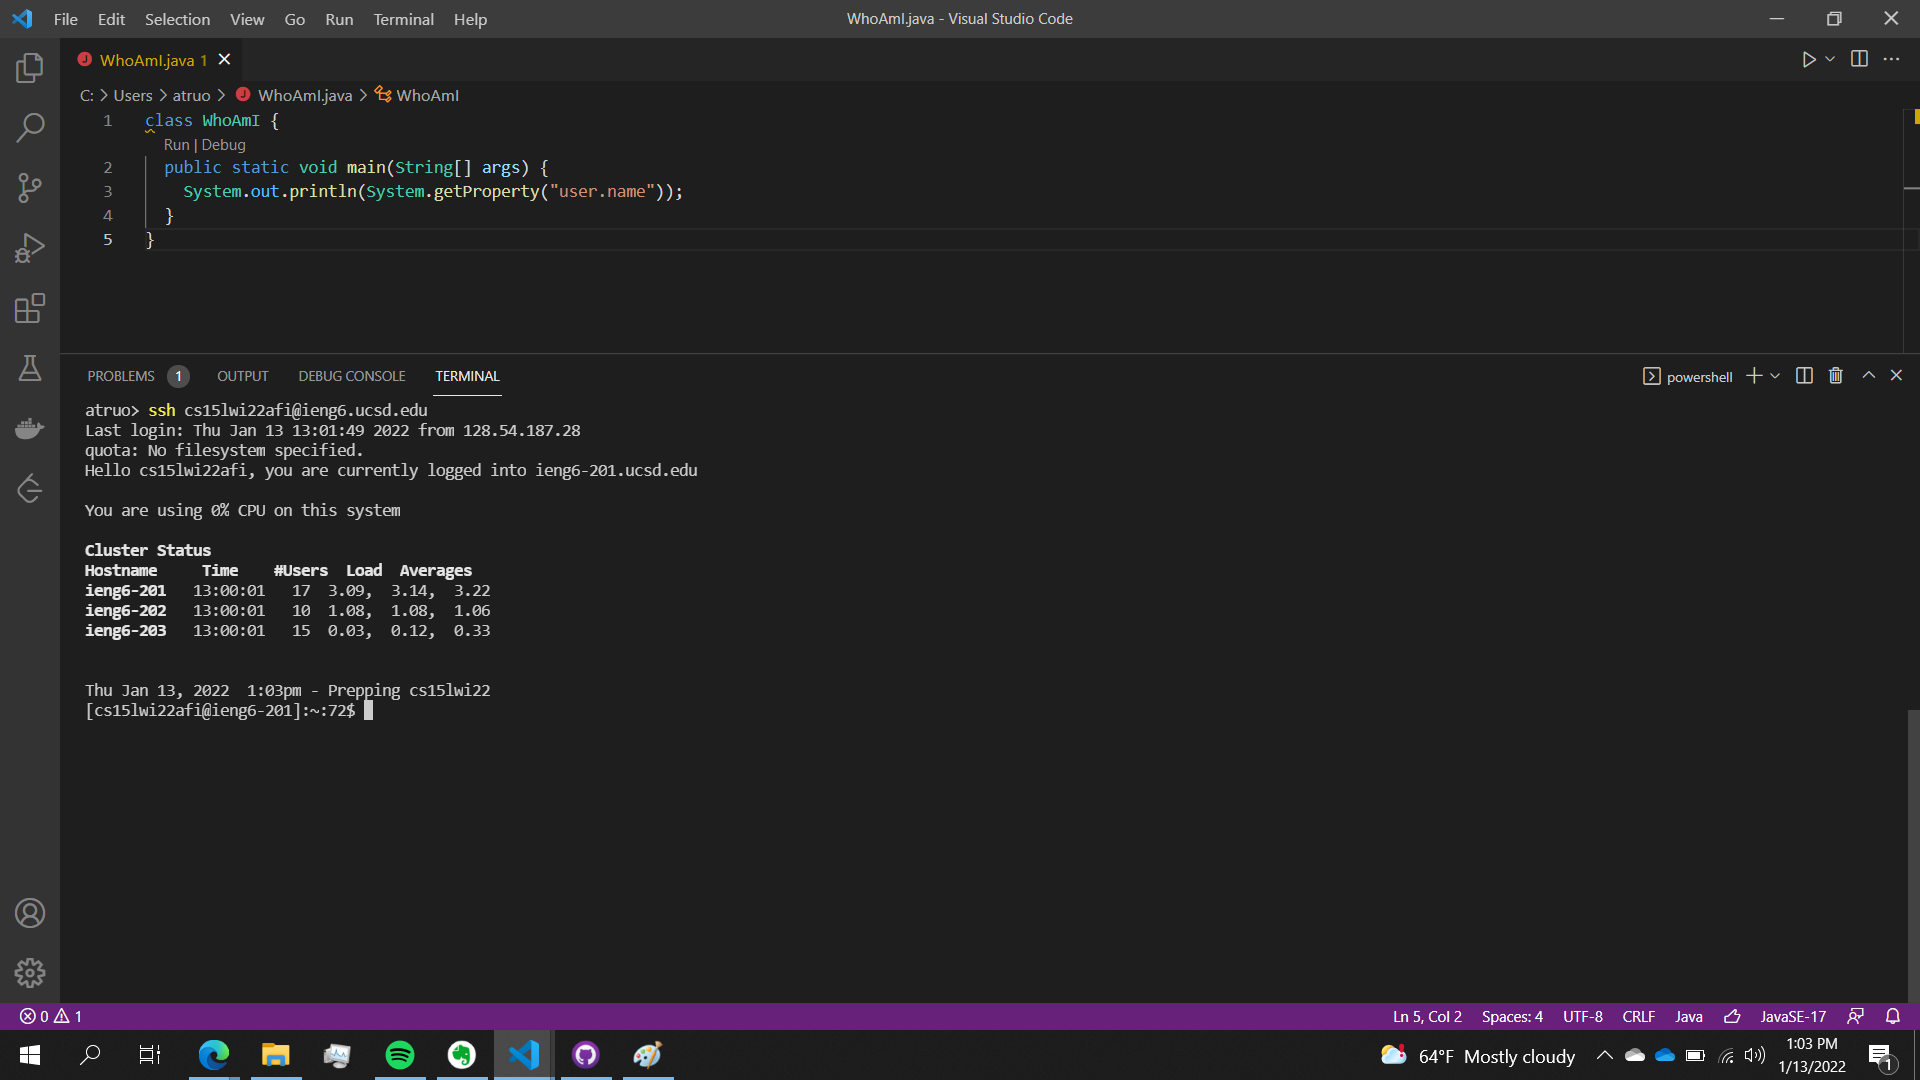 File Edit Selection View Go Run Terminal Help
WhoAmI.java - Visual Studio Code
WhoAmI.java 1
C: > Users > atruo > WhoAmI.java > WhoAmI
1 class WhoAmI {
Run | Debug
2 public static void main(String[] args) {
3 System.out.println(System.getProperty("user.name"));
4 }
5 }
PROBLEMS 1 OUTPUT DEBUG CONSOLE TERMINAL
powershell
atruo> ssh cs15lwi22afi@ieng6.ucsd.edu
Last login: Thu Jan 13 13:01:49 2022 from 128.54.187.28
quota: No filesystem specified.
Hello cs15lwi22afi, you are currently logged into ieng6-201.ucsd.edu
You are using 0% CPU on this system
Cluster Status
Hostname Time #Users Load Averages
ieng6-201 13:00:01 17 3.09, 3.14, 3.22
ieng6-202 13:00:01 10 1.08, 1.08, 1.06
ieng6-203 13:00:01 15 0.03, 0.12, 0.33
Thu Jan 13, 2022 1:03pm - Prepping cs15lwi22
[cs15lwi22afi@ieng6-201]:~:72$
0 1
Ln 5, Col 2 Spaces: 4 UTF-8 CRLF Java JavaSE-17
64°F Mostly cloudy
1:03 PM
1/13/2022
1